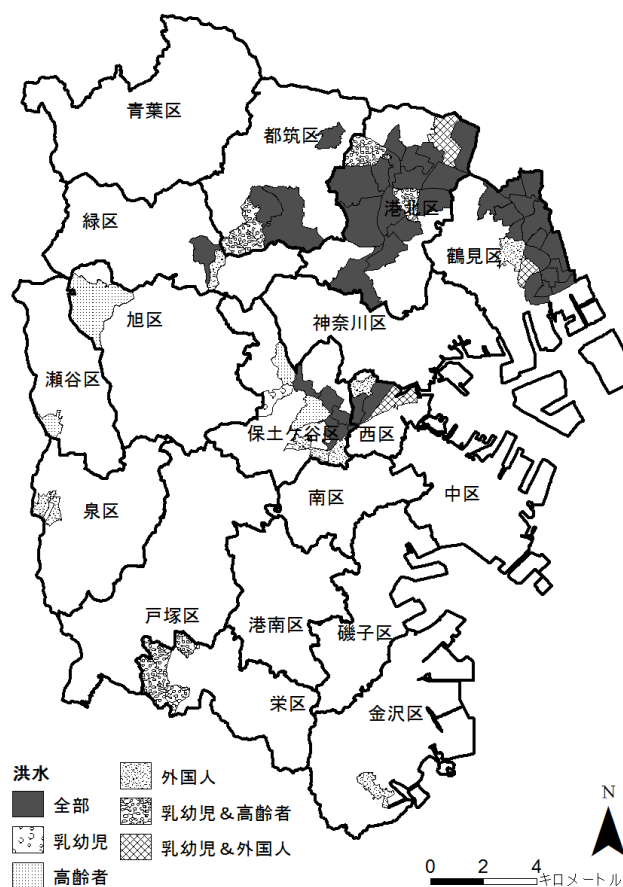 青葉区
都筑区
緑区
港北区
鶴見区
旭区
神奈川区
瀬谷区
保土ケ谷区
西区
泉区
南区
中区
戸塚区
港南区
磯子区
栄区
金沢区
洪水
全部
乳幼児
高齢者
外国人
乳幼児&高齢者
乳幼児&外国人
N
0 2 4
キロメートル